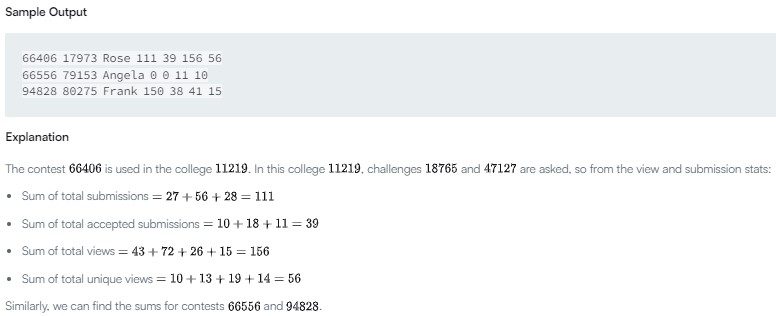 Sample Output
66406 17973 Rose 111 39 156 56
66556 79153 Angela 0 0 11 10
94828 80275 Frank 150 38 41 15
Explanation
The contest 66406 is used in the college 11219. In this college 11219, challenges 18765 and 47127 are asked, so from the view and submission stats:
• Sum of total submissions = 27 + 56 + 28 = 111
• Sum of total accepted submissions = 10 + 18 + 11 = 39
• Sum of total views = 43 + 72 + 26 + 15 = 156
• Sum of total unique views = 10 + 13 + 19 + 14 = 56
Similarly, we can find the sums for contests 66556 and 94828.